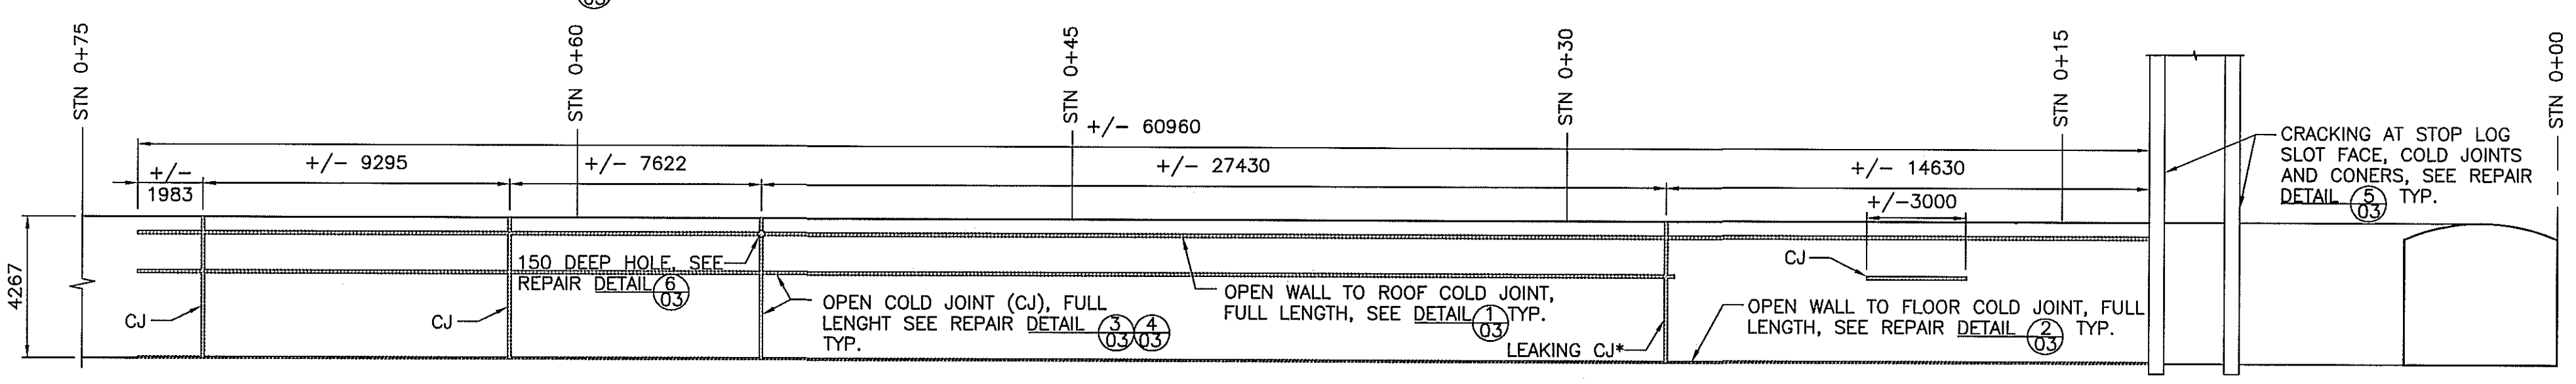 03
STN 0+75
STN 0+60
STN 0+45
STN 0+30
STN 0+15
STN 0+00
+/- 60960
+/-
1983
+/- 9295
+/- 7622
+/- 27430
+/- 14630
+/-3000
4267
CRACKING AT STOP LOG
SLOT FACE, COLD JOINTS
AND CONERS, SEE REPAIR
DETAIL 5 TYP.
03
150 DEEP HOLE, SEE
REPAIR DETAIL 6
03
CJ
CJ
OPEN COLD JOINT (CJ), FULL
LENGHT SEE REPAIR DETAIL 3 4
03 03
TYP.
OPEN WALL TO ROOF COLD JOINT,
FULL LENGTH, SEE DETAIL 1 TYP.
03
LEAKING CJ*
CJ
OPEN WALL TO FLOOR COLD JOINT, FULL
LENGTH, SEE REPAIR DETAIL 2 TYP.
03